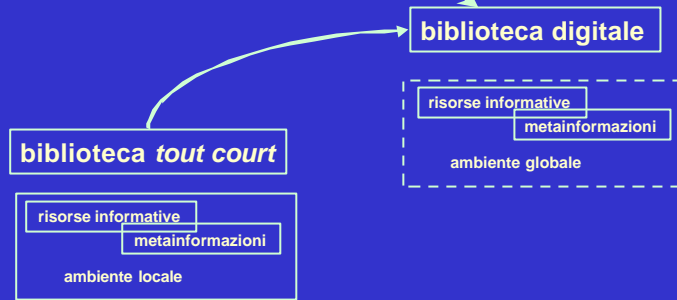 biblioteca digitale
risorse informative
metainformazioni
ambiente globale
biblioteca tout court
risorse informative
metainformazioni
ambiente locale